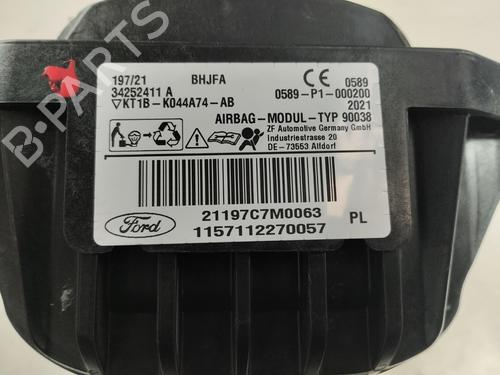 B-PARTS
197/21 BHJFA CE 0589
34252411 A 0589-P1-000200
KT1B-K044A74-AB 2021
AIRBAG-MODUL-TYP 90038
ZF Automotive Germany GmbH
Industriestrasse 20
DE-73553 Alfdorf
21197C7M0063 PL
Ford 1157112270057